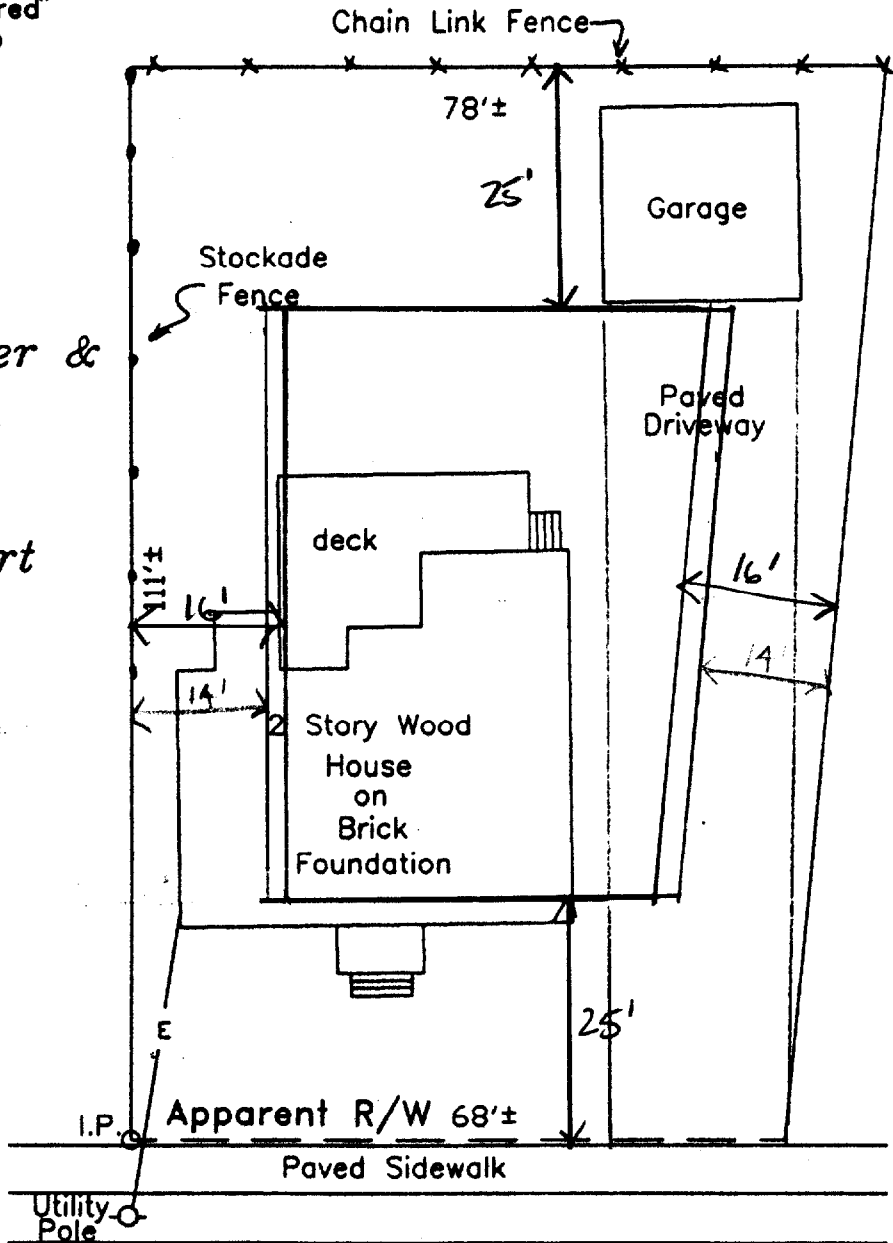 red"
Chain Link Fence
78'±
25'
Garage
Stockade
Fence
er &
Paved
Driveway
deck
rt
111'±
16'
16'
14'
14'
2 Story Wood
House
on
Brick
Foundation
E
25'
I.P.
Apparent R/W 68'±
Paved Sidewalk
Utility
Pole